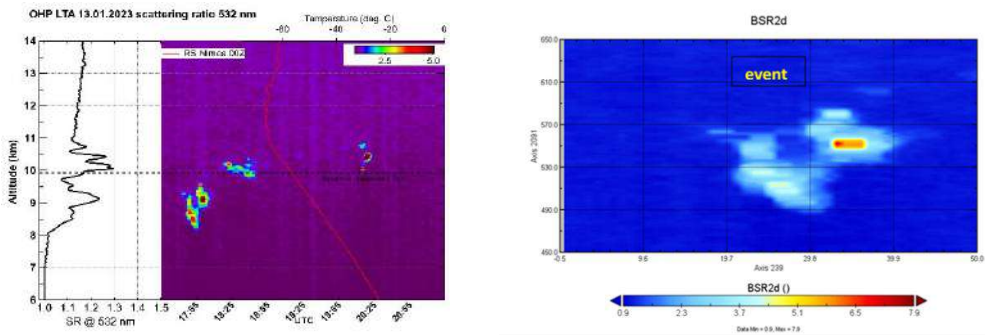 OHP LTA 13.01.2023 scattering ratio 532 nm
Temperature (deg. C)
-60 -30 0
RS Nimes 00Z
2.5 5.0
Altitude (km)
14
13
12
11
10
9
8
7
6
1.0 1.1 1.2 1.3 1.4 1.5
SR @ 532 nm
17:55 18:25 18:55 19:25 19:55 20:25 20:55
UTC
BSR2d
event
Axis 2091
650.0
610.0
570.0
530.0
490.0
450.0
-0.5 9.6 19.7 29.8 39.9 50.0
Axis 239
BSR2d ()
0.9 2.3 3.7 5.1 6.5 7.9
Data Min = 0.9, Max = 7.9